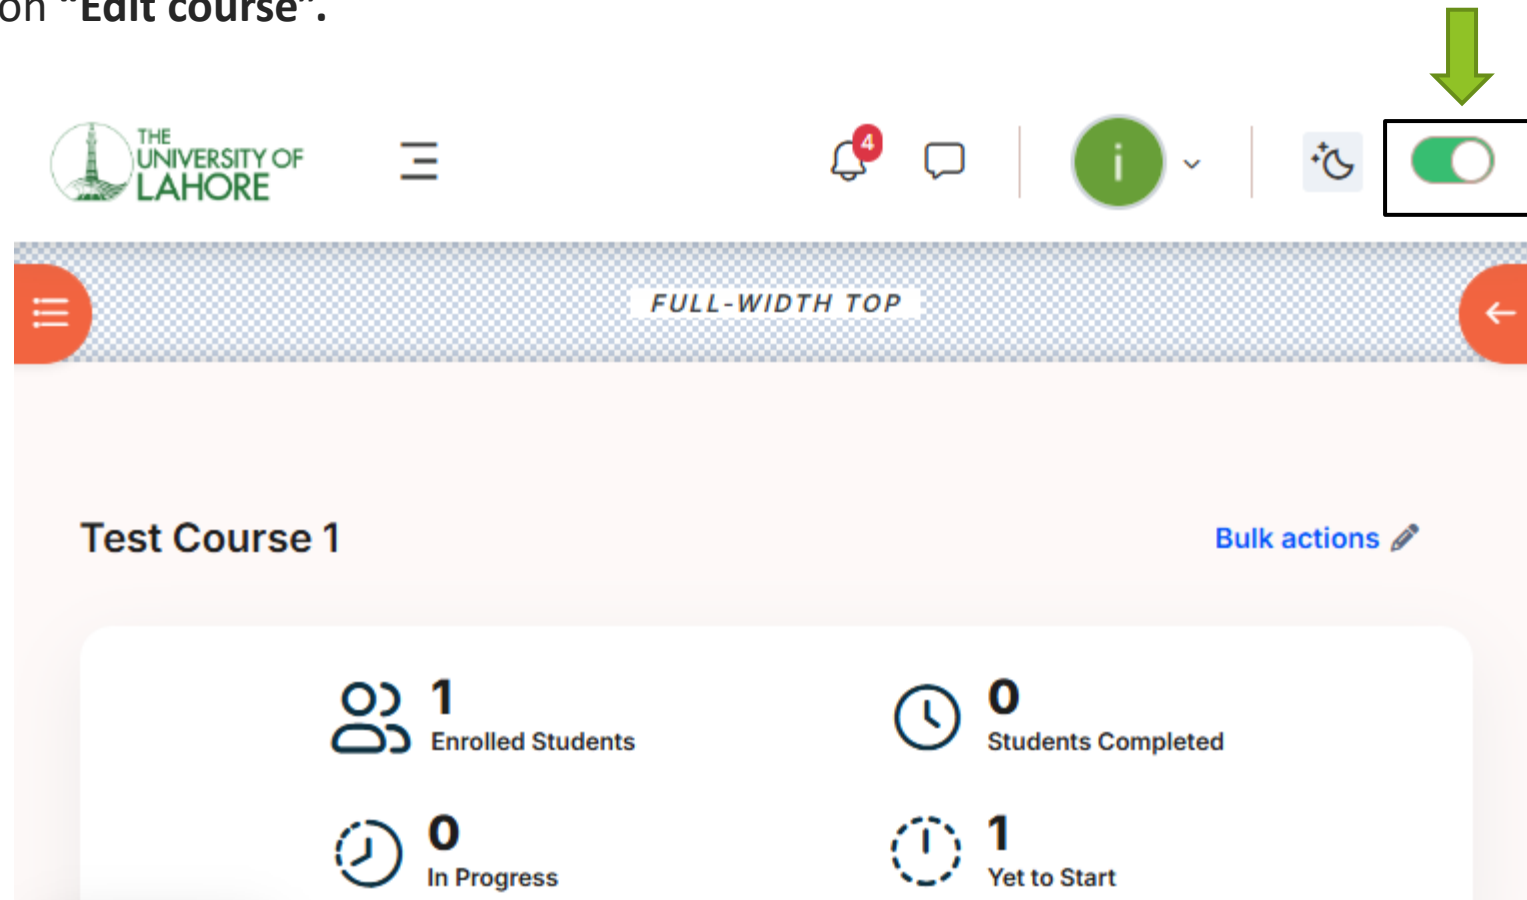 on "Edit course".
THE
UNIVERSITY OF
LAHORE
4
i
FULL-WIDTH TOP
Test Course 1
Bulk actions
1
Enrolled Students
0
Students Completed
0
In Progress
1
Yet to Start